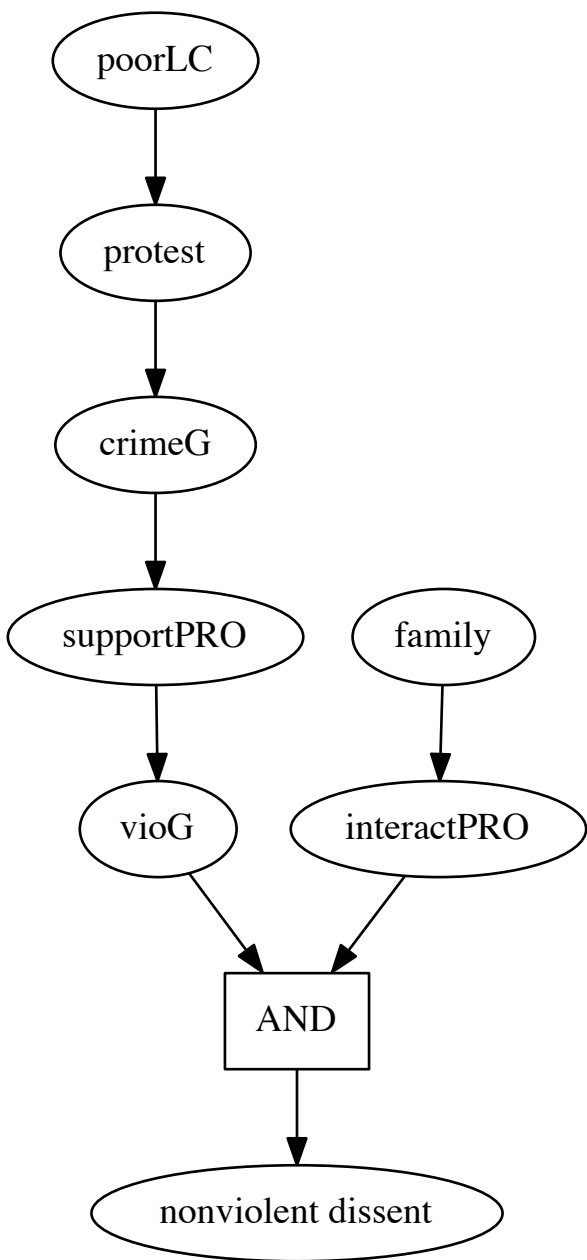 poorLC
protest
crimeG
supportPRO
family
vioG
interactPRO
AND
nonviolent dissent